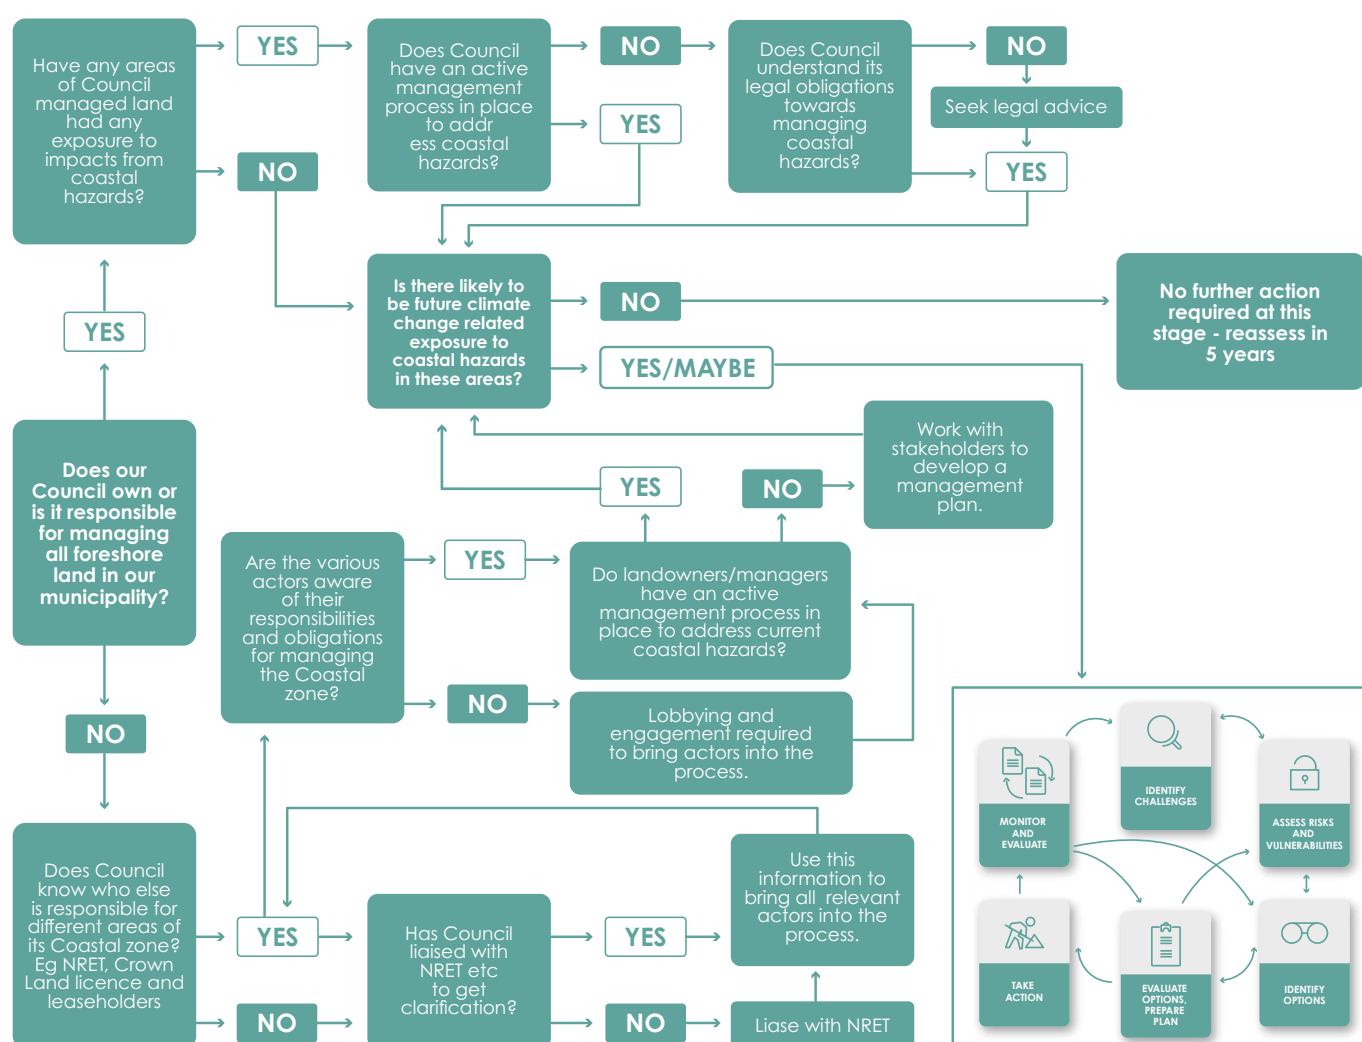 Have any areas
of Council
managed land
had any
exposure to
impacts from
coastal
hazards?
YES
NO
Does Council
have an active
management
process in place
to addr
ess coastal
hazards?
NO
YES
Does Council
understand its
legal obligations
towards
managing
coastal
hazards?
NO
Seek legal advice
YES
YES
Is there likely to
be future climate
change related
exposure to
coastal hazards
in these areas?
NO
YES/MAYBE
No further action
required at this
stage - reassess in
5 years
Does our
Council own or
is it responsible
for managing
all foreshore
land in our
municipality?
Work with
stakeholders to
develop a
management
plan.
YES
NO
Are the various
actors aware
of their
responsibilities
and obligations
for managing
the Coastal
zone?
YES
NO
Do landowners/managers
have an active
management process in
place to address current
coastal hazards?
Lobbying and
engagement required
to bring actors into the
process.
NO
Does Council
know who else
is responsible for
different areas of
its Coastal zone?
Eg NRET, Crown
Land licence and
leaseholders
YES
NO
Has Council
liaised with
NRET etc
to get
clarification?
YES
NO
Use this
information to
bring all relevant
actors into the
process.
Liase with NRET
IDENTIFY
CHALLENGES
MONITOR
AND
EVALUATE
ASSESS RISKS
AND
VULNERABILITIES
TAKE
ACTION
EVALUATE
OPTIONS,
PREPARE
PLAN
IDENTIFY
OPTIONS